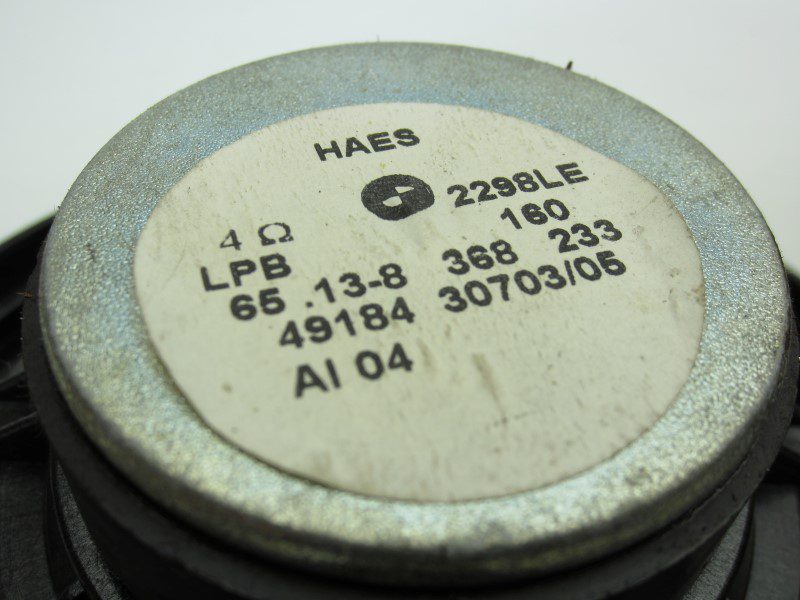 HAES
2298LE
4 Ω 160
LPB
65 .13-8 368 233
49184 30703/05
AI 04